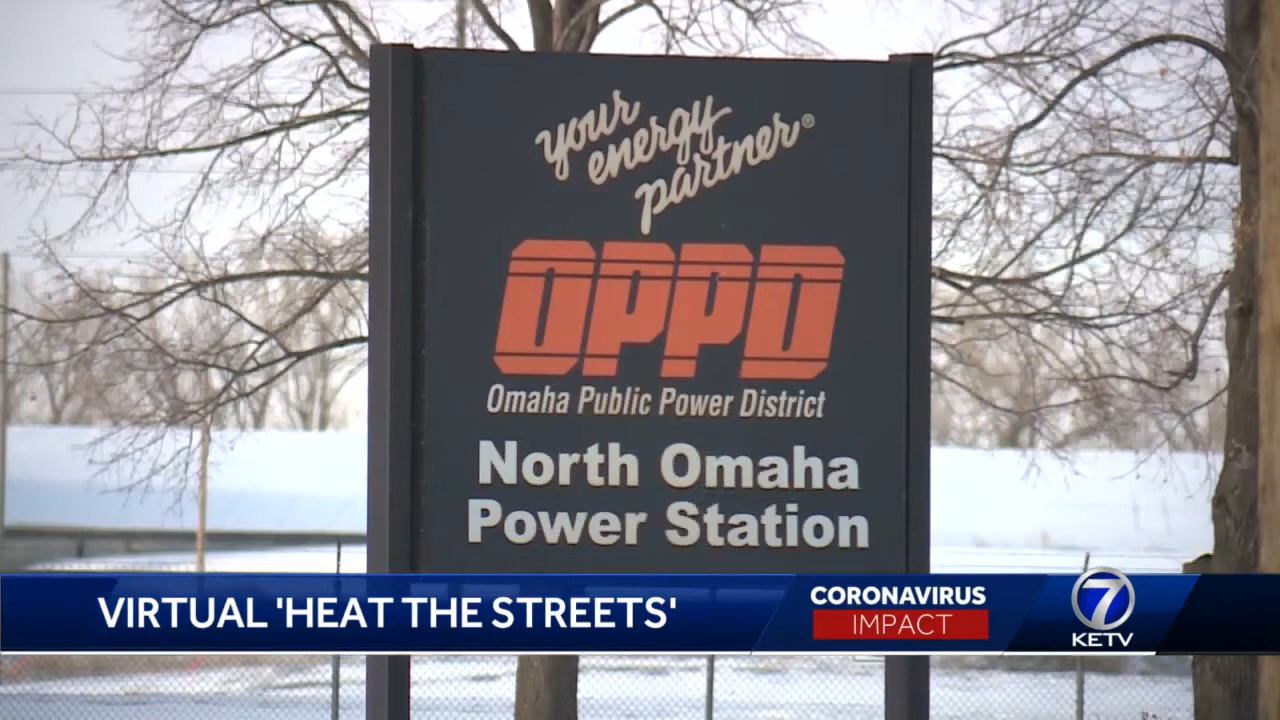 your
energy
partner®
OPPD
Omaha Public Power District
North Omaha
Power Station
VIRTUAL 'HEAT THE STREETS'
CORONAVIRUS
IMPACT
7
KETV